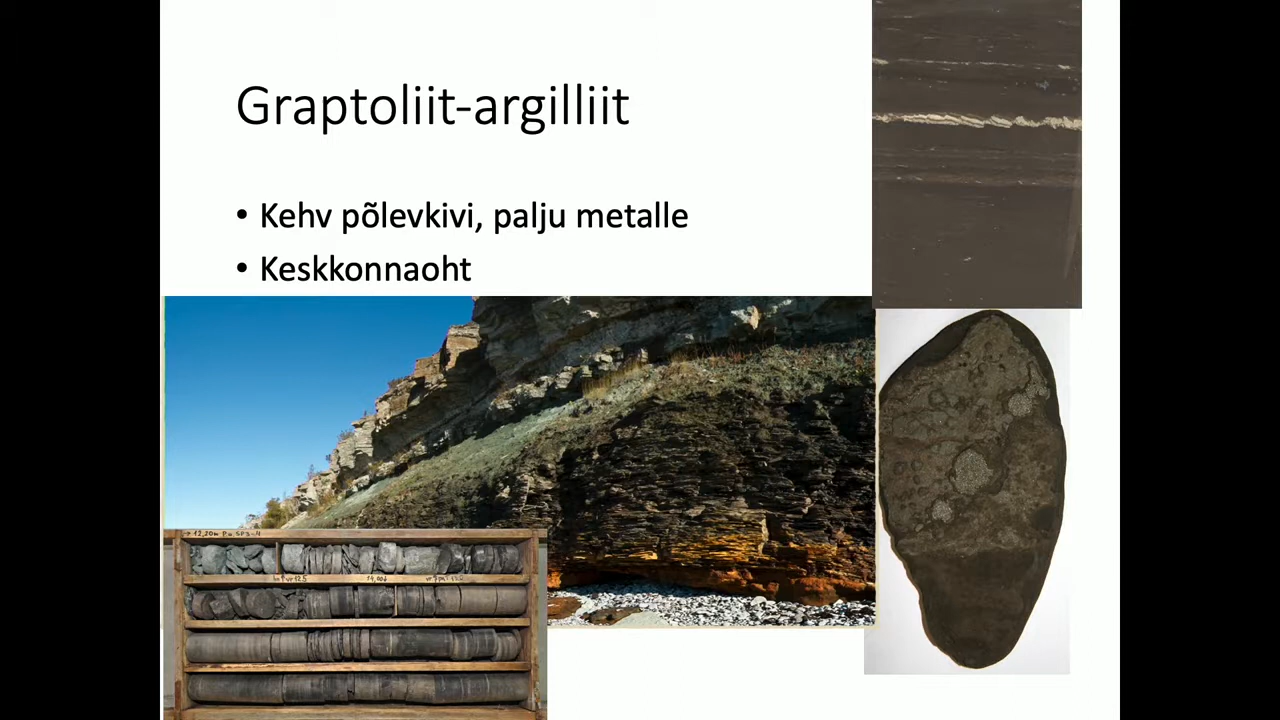 Graptoliit-argilliit
• Kehv põlevkivi, palju metalle
• Keskkonnaoht